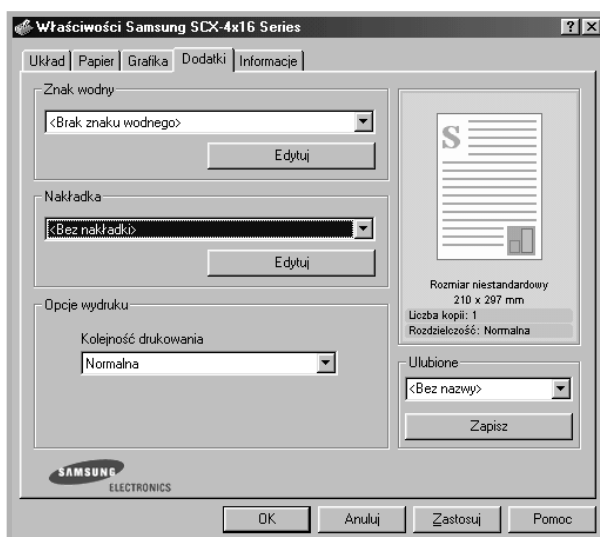 Właściwości Samsung SCX-4x16 Series
Układ Papier Grafika Dodatki Informacje
Znak wodny
<Brak znaku wodnego>
Edytuj
Nakładka
<Bez nakładki>
Edytuj
Opcje wydruku
Kolejność drukowania
Normalna
S
Rozmiar niestandardowy
210 x 297 mm
Liczba kopii: 1
Rozdzielczość: Normalna
Ulubione
<Bez nazwy>
Zapisz
SAMSUNG
ELECTRONICS
OK Anuluj Zastosuj Pomoc